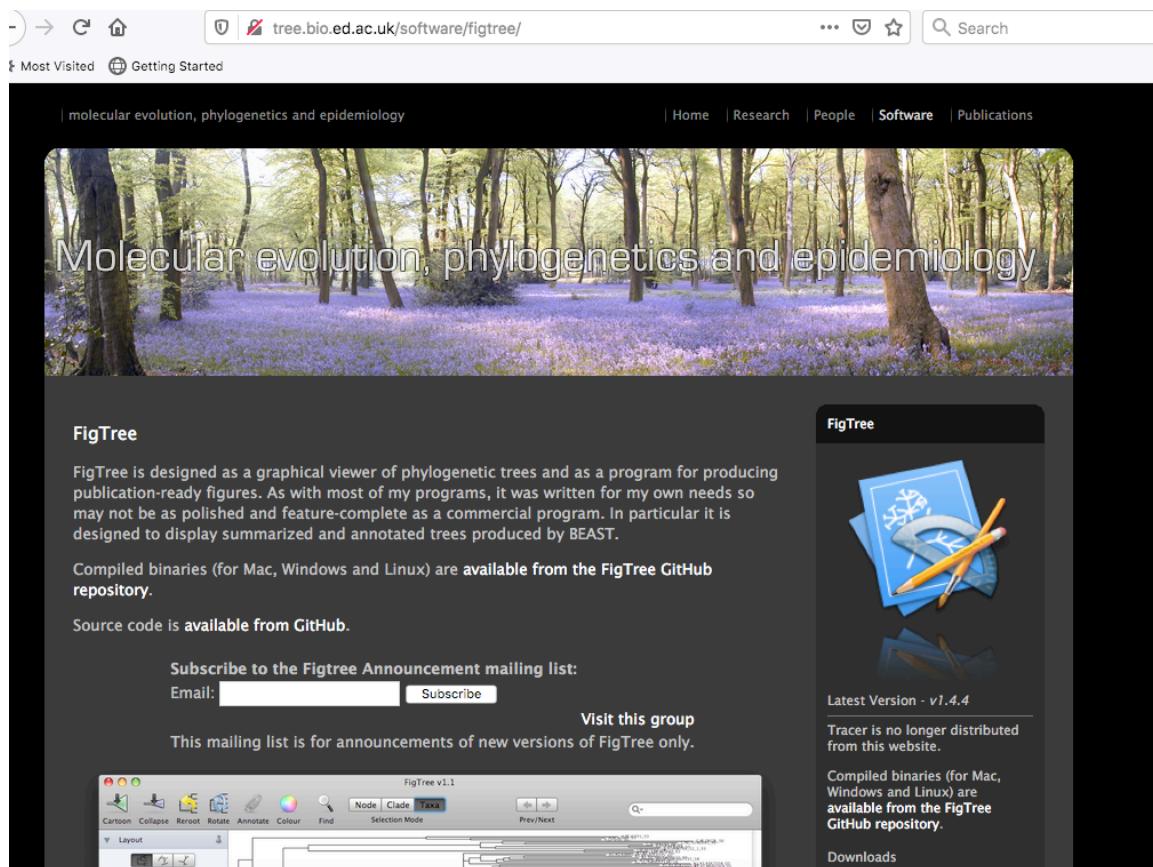 tree.bio.ed.ac.uk/software/figtree/
Search
Most Visited Getting Started
molecular evolution, phylogenetics and epidemiology
Home Research People Software Publications
Molecular evolution, phylogenetics and epidemiology
FigTree
FigTree is designed as a graphical viewer of phylogenetic trees and as a program for producing
publication-ready figures. As with most of my programs, it was written for my own needs so
may not be as polished and feature-complete as a commercial program. In particular it is
designed to display summarized and annotated trees produced by BEAST.
Compiled binaries (for Mac, Windows and Linux) are available from the FigTree GitHub
repository.
Source code is available from GitHub.
Subscribe to the Figtree Announcement mailing list:
Email: Subscribe
Visit this group
This mailing list is for announcements of new versions of FigTree only.
FigTree v1.1
Node Clade Taxa
Cartoon Collapse Reroot Rotate Annotate Colour Find Selection Mode Prev/Next
Layout
FigTree
Latest Version - v1.4.4
Tracer is no longer distributed
from this website.
Compiled binaries (for Mac,
Windows and Linux) are
available from the FigTree
GitHub repository.
Downloads